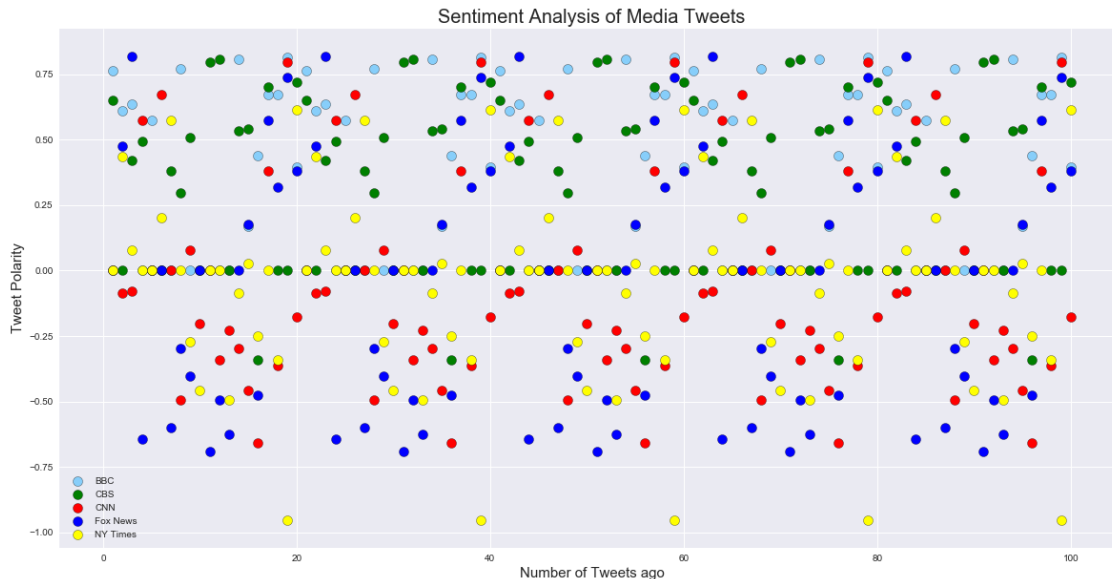 Sentiment Analysis of Media Tweets
Tweet Polarity
0.75
0.50
0.25
0.00
−0.25
−0.50
−0.75
−1.00
BBC
CBS
CNN
Fox News
NY Times
0
20
40
60
80
100
Number of Tweets ago